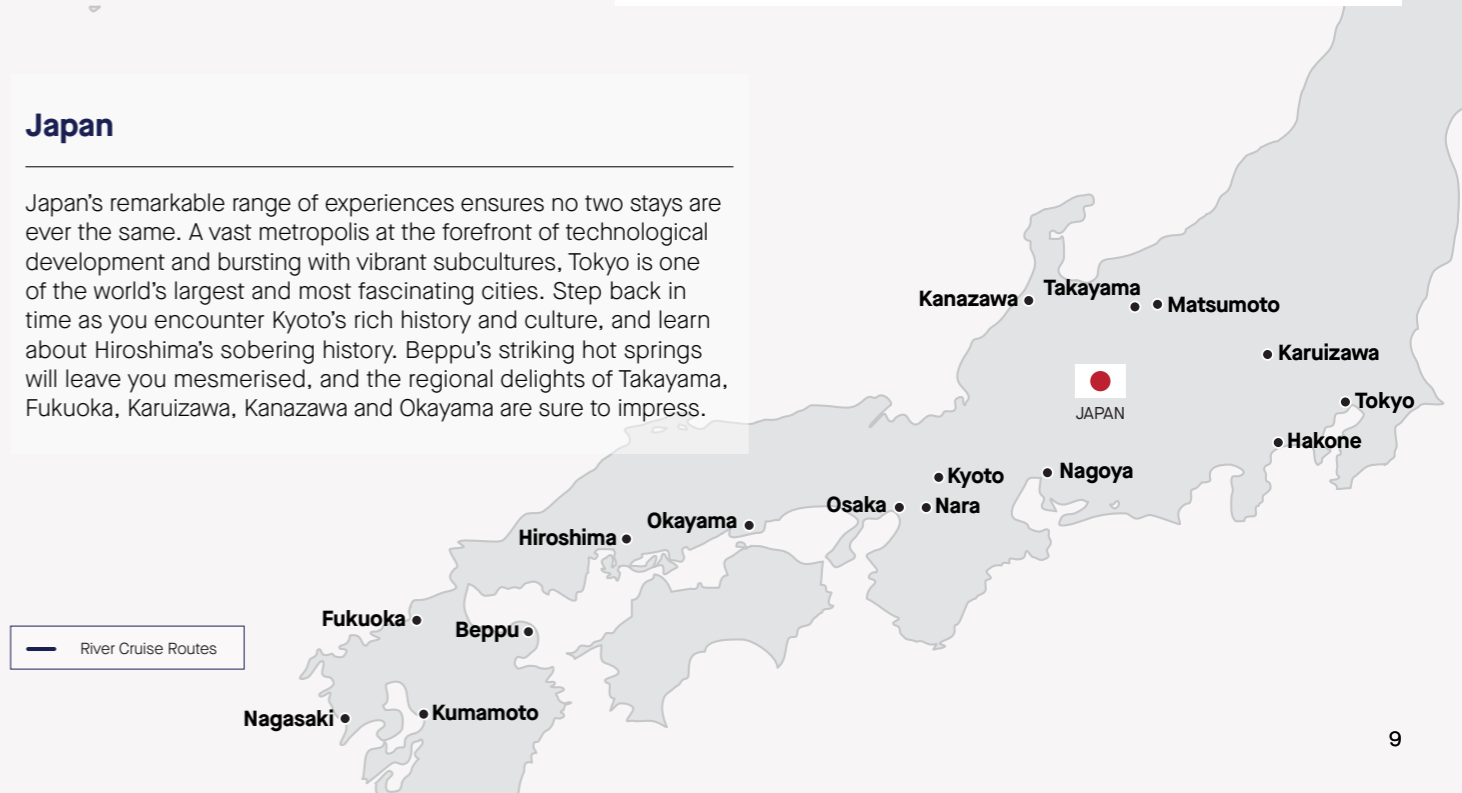 Japan
Japan’s remarkable range of experiences ensures no two stays are
ever the same. A vast metropolis at the forefront of technological
development and bursting with vibrant subcultures, Tokyo is one
of the world’s largest and most fascinating cities. Step back in
time as you encounter Kyoto’s rich history and culture, and learn
about Hiroshima’s sobering history. Beppu’s striking hot springs
will leave you mesmerised, and the regional delights of Takayama,
Fukuoka, Karuizawa, Kanazawa and Okayama are sure to impress.
Kanazawa
Takayama
Matsumoto
Karuizawa
JAPAN
Tokyo
Hakone
Kyoto
Nagoya
Osaka
Nara
Okayama
Hiroshima
Fukuoka
Beppu
River Cruise Routes
Nagasaki
Kumamoto
9